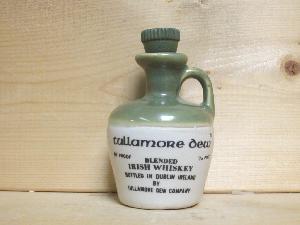 tullamore dew
BLENDED
IRISH WHISKEY
BOTTLED IN DUBLIN IRELAND
BY
TULLAMORE DEW COMPANY